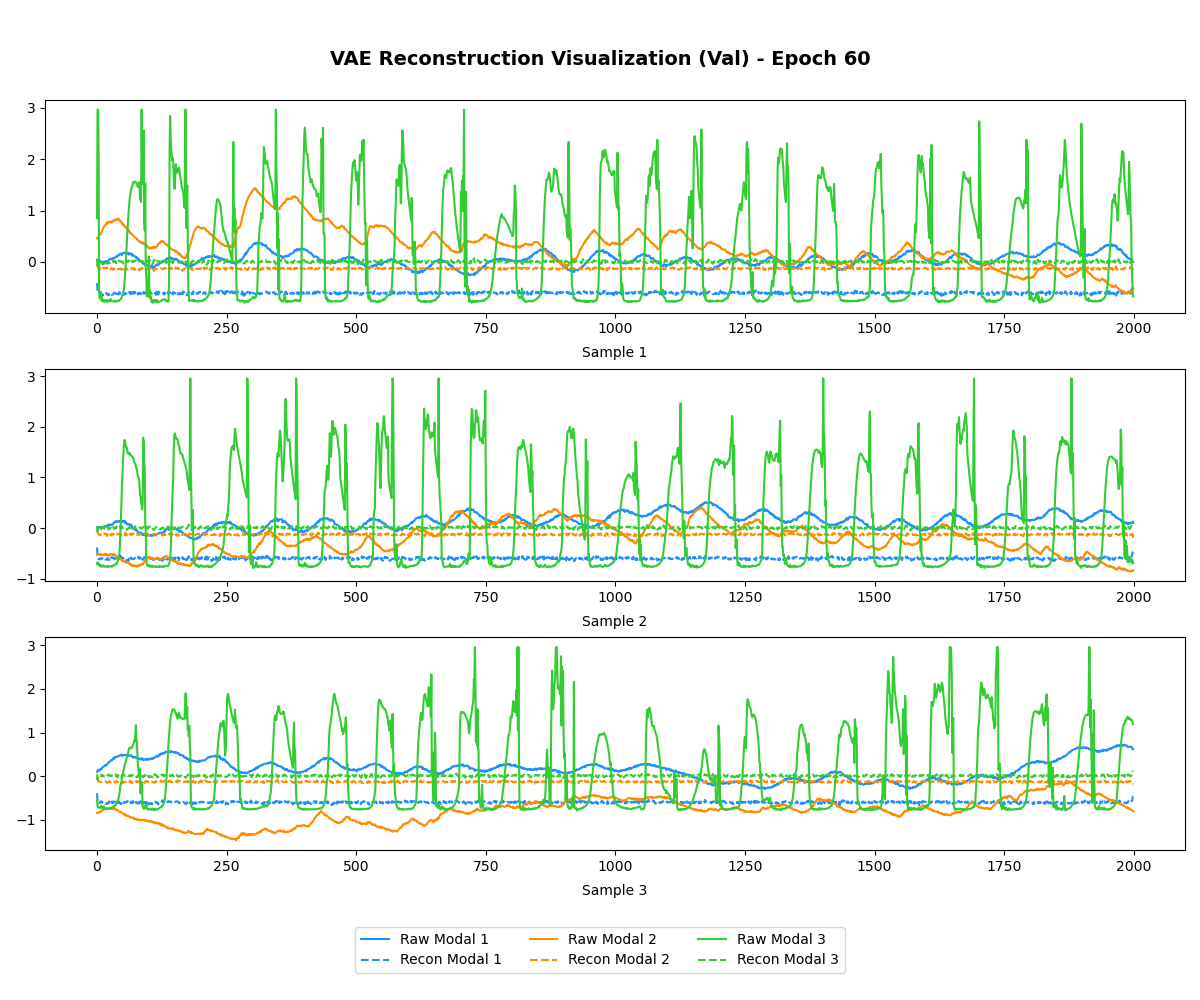 VAE Reconstruction Visualization (Val) - Epoch 60
3
2
1
0
0 250 500 750 1000 1250 1500 1750 2000
Sample 1
3
2
1
0
−1
0 250 500 750 1000 1250 1500 1750 2000
Sample 2
3
2
1
0
−1
0 250 500 750 1000 1250 1500 1750 2000
Sample 3
Raw Modal 1 Raw Modal 2 Raw Modal 3
Recon Modal 1 Recon Modal 2 Recon Modal 3